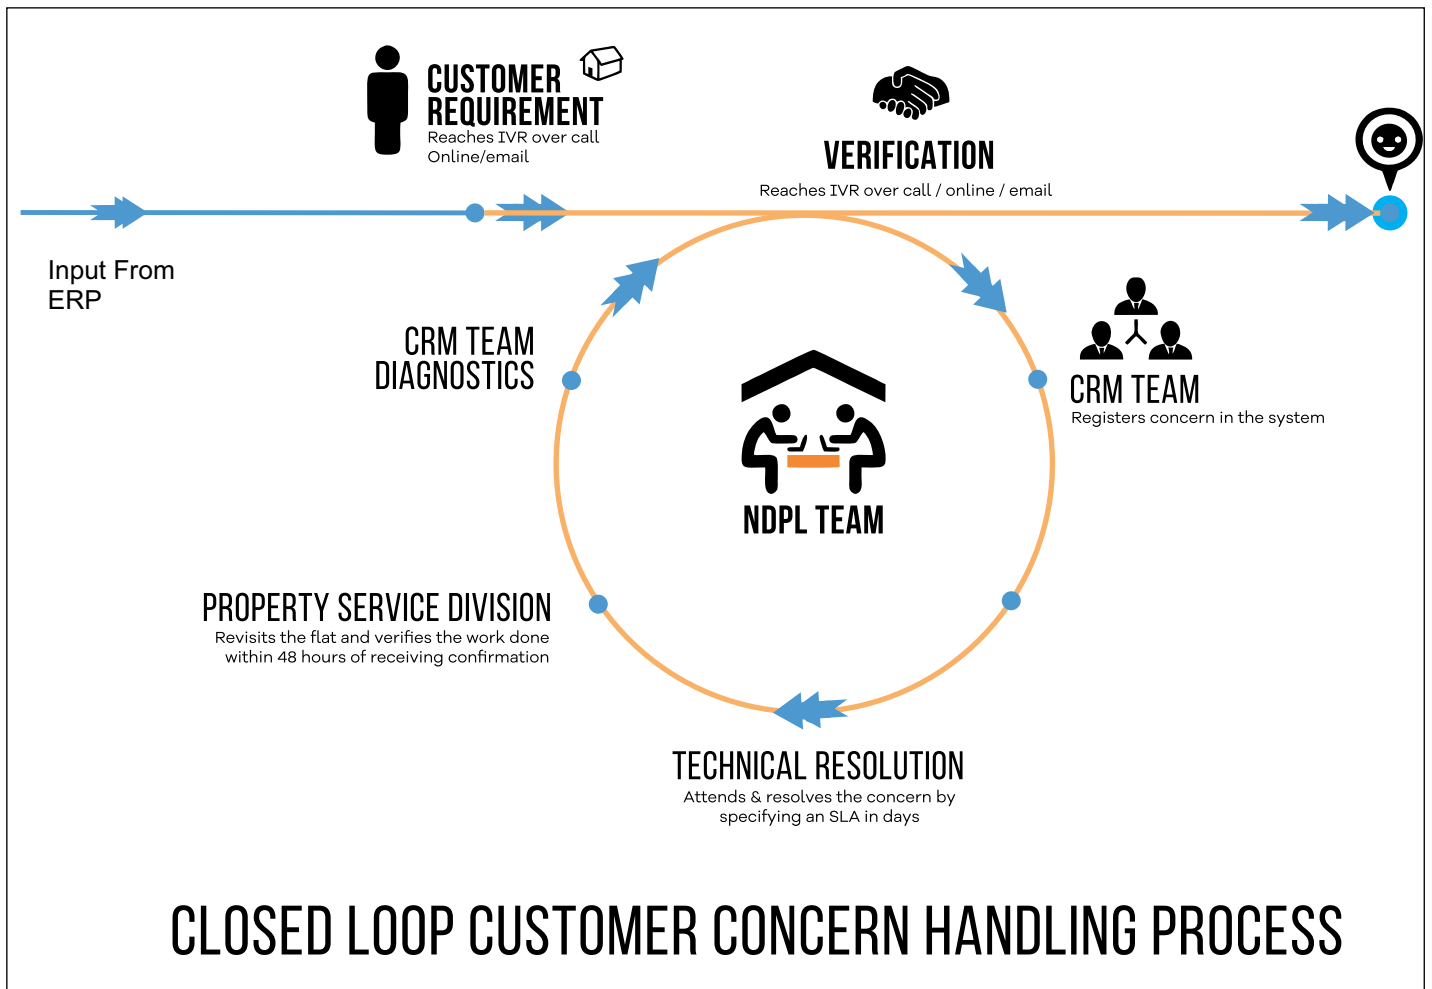 CUSTOMER
REQUIREMENT
Reaches IVR over call
Online/email
VERIFICATION
Reaches IVR over call / online / email
Input From
ERP
CRM TEAM
DIAGNOSTICS
CRM TEAM
Registers concern in the system
NDPL TEAM
PROPERTY SERVICE DIVISION
Revisits the flat and verifies the work done
within 48 hours of receiving confirmation
TECHNICAL RESOLUTION
Attends & resolves the concern by
specifying an SLA in days
CLOSED LOOP CUSTOMER CONCERN HANDLING PROCESS